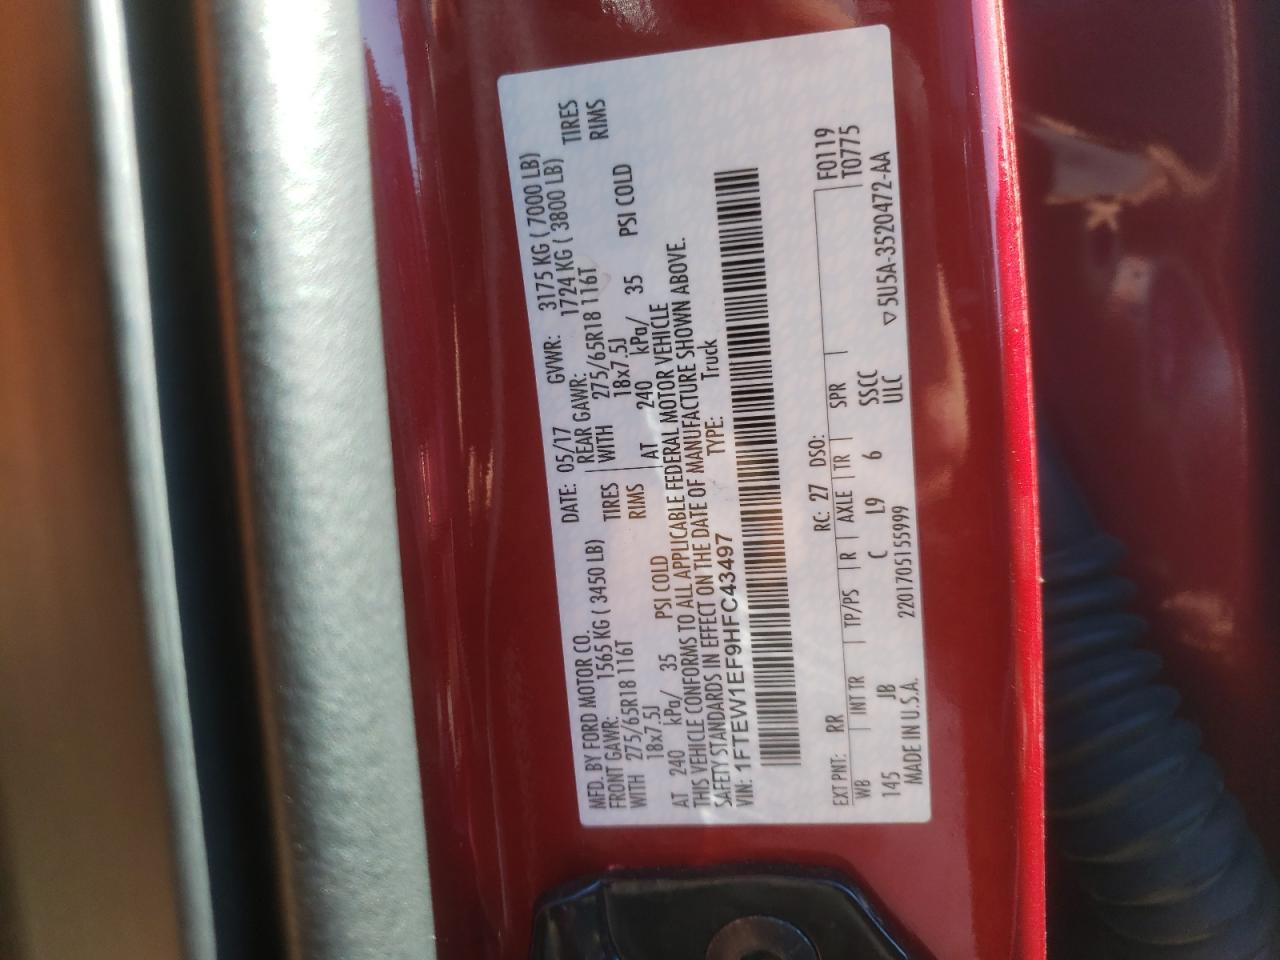 MFD. BY FORD MOTOR CO.
DATE: 05/17 GVWR: 3175 KG ( 7000 LB)
FRONT GAWR: 1565 KG ( 3450 LB) REAR GAWR: 1724 KG ( 3800 LB)
WITH 275/65R18 116T TIRES WITH 275/65R18 116T TIRES
18x7.5J RIMS 18x7.5J RIMS
AT 240 kPa/ 35 PSI COLD AT 240 kPa/ 35 PSI COLD
THIS VEHICLE CONFORMS TO ALL APPLICABLE FEDERAL MOTOR VEHICLE
SAFETY STANDARDS IN EFFECT ON THE DATE OF MANUFACTURE SHOWN ABOVE.
VIN: 1FTEW1EF9HFC43497 TYPE: Truck
F0119
EXT PNT: RR RC: 27 DSO: T0775
WB INT TR TP/PS R AXLE TR SPR
145 JB C L9 6 SSCC
MADE IN U.S.A. 2201705155999 ULC ▽ 5U5A-3520472-AA